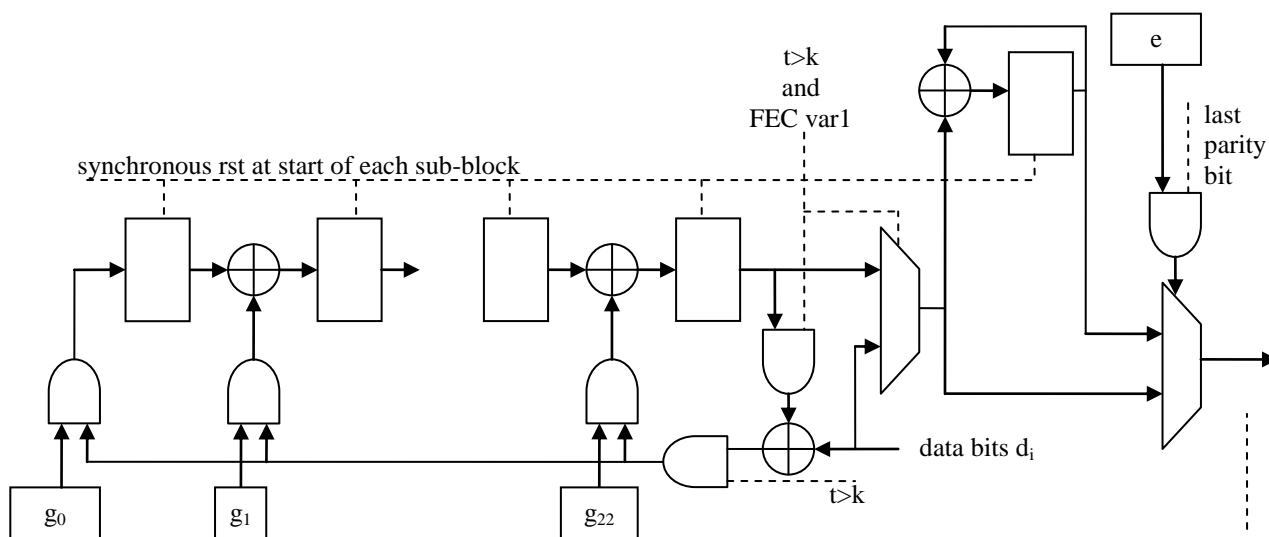 e
t>k
and
FEC var1
last
parity
bit
synchronous rst at start of each sub-block
data bits dᵢ
t>k
g₀
g₁
g₂₂